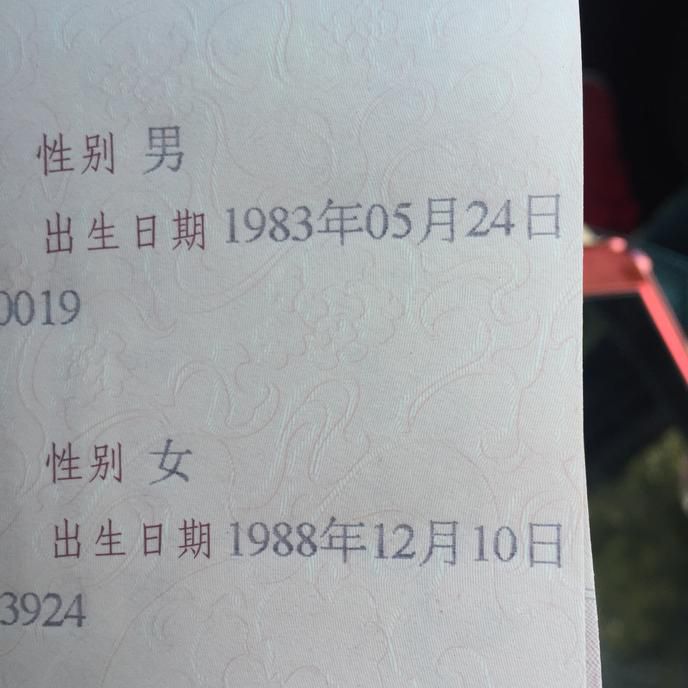 性别 男
出生日期 1983年05月24日
0019
性别 女
出生日期 1988年12月10日
3924